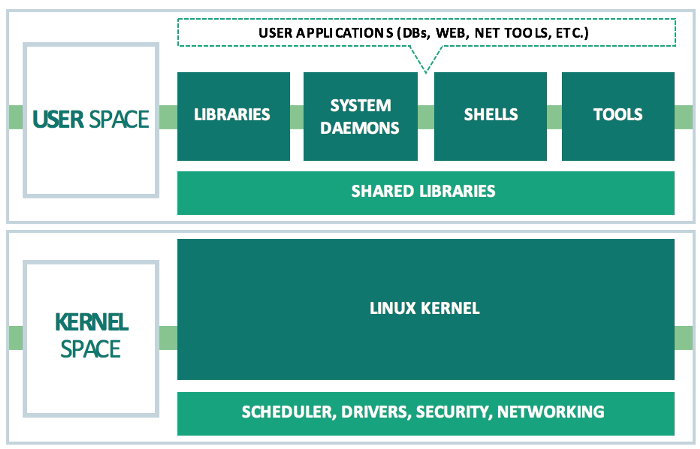 USER APPLICATIONS (DBs, WEB, NET TOOLS, ETC.)
USER SPACE
LIBRARIES
SYSTEM
DAEMONS
SHELLS
TOOLS
SHARED LIBRARIES
KERNEL
SPACE
LINUX KERNEL
SCHEDULER, DRIVERS, SECURITY, NETWORKING